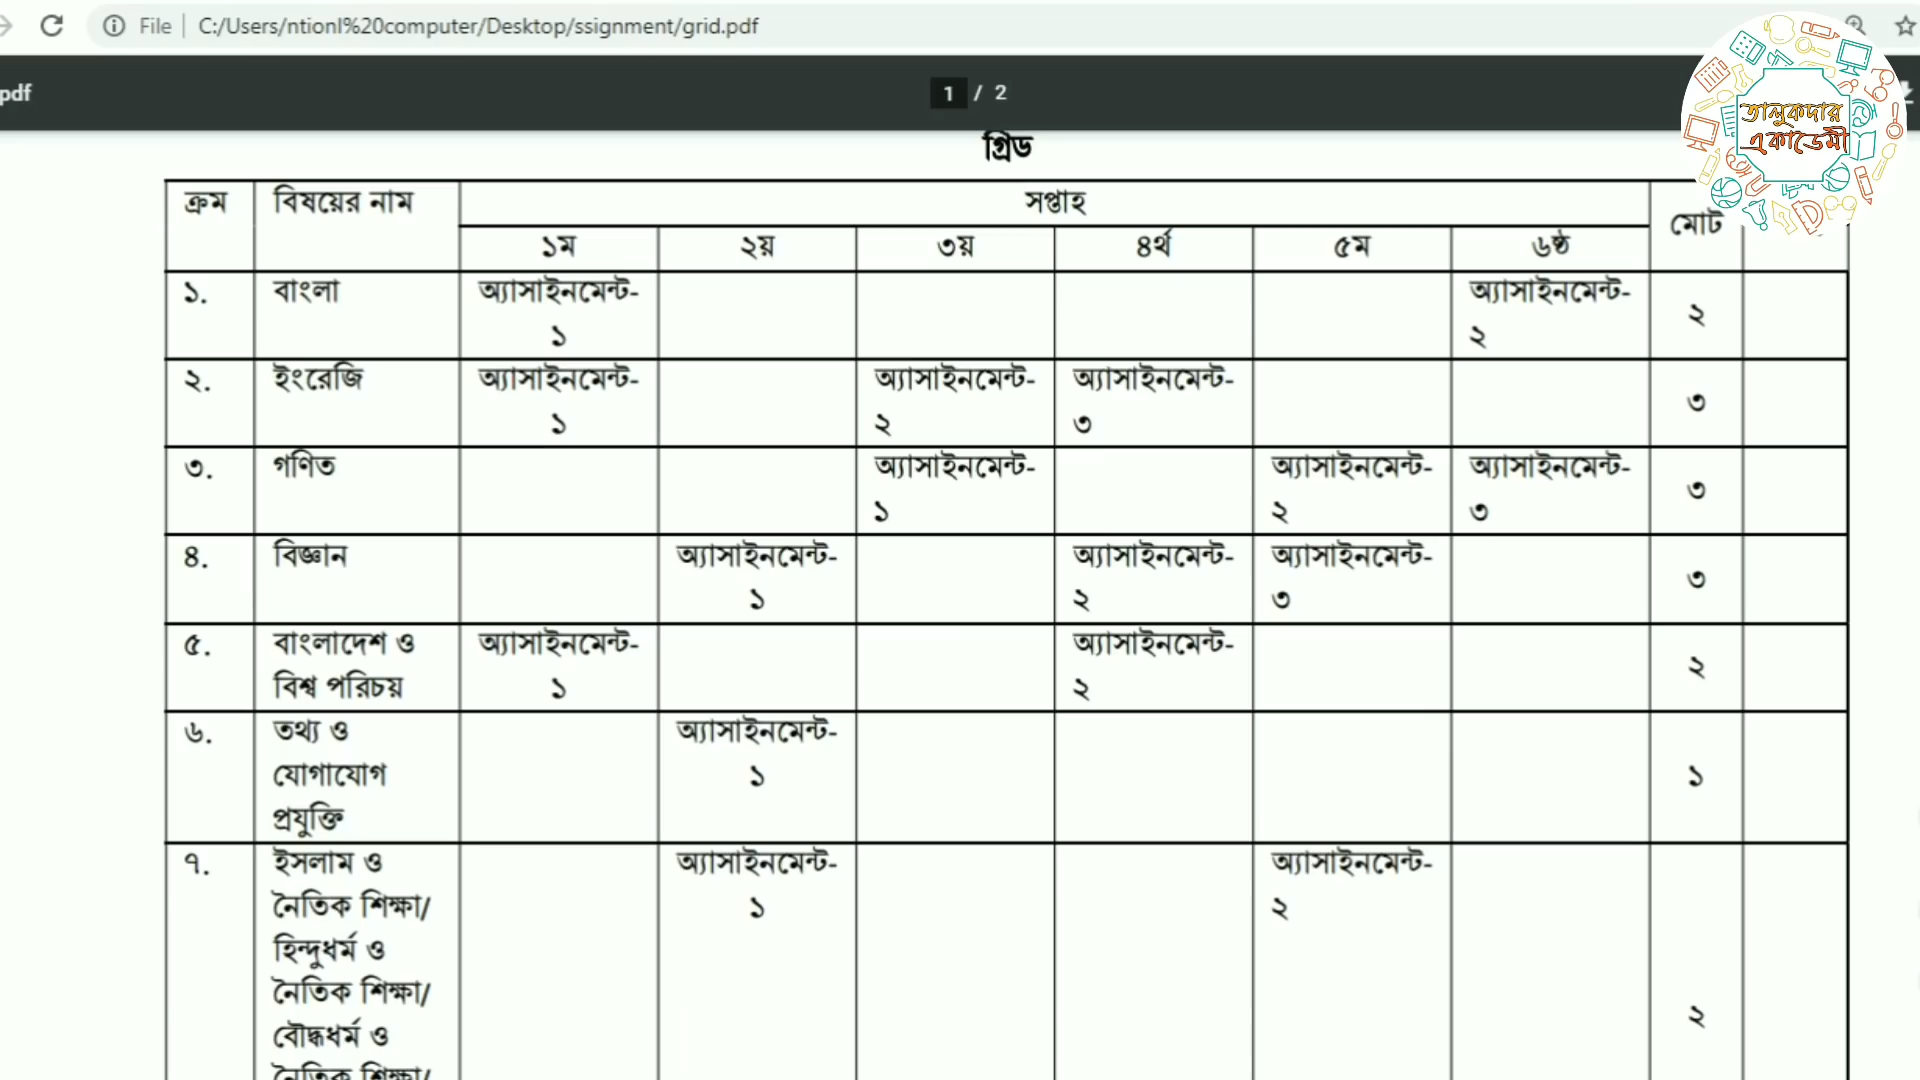 File | C:/Users/ntionl%20computer/Desktop/ssignment/grid.pdf
pdf
1 / 2
তালুকদার
একাডেমী
গ্রিড
ক্রম বিষয়ের নাম সপ্তাহ মোট
১ম ২য় ৩য় ৪র্থ ৫ম ৬ষ্ঠ
১. বাংলা অ্যাসাইনমেন্ট- অ্যাসাইনমেন্ট-
১ ২ ২
২. ইংরেজি অ্যাসাইনমেন্ট- অ্যাসাইনমেন্ট- অ্যাসাইনমেন্ট-
১ ২ ৩ ৩
৩. গণিত অ্যাসাইনমেন্ট- অ্যাসাইনমেন্ট- অ্যাসাইনমেন্ট-
১ ২ ৩ ৩
৪. বিজ্ঞান অ্যাসাইনমেন্ট- অ্যাসাইনমেন্ট- অ্যাসাইনমেন্ট-
১ ২ ৩ ৩
৫. বাংলাদেশ ও অ্যাসাইনমেন্ট- অ্যাসাইনমেন্ট-
বিশ্ব পরিচয় ১ ২ ২
৬. তথ্য ও অ্যাসাইনমেন্ট-
যোগাযোগ ১ ১
প্রযুক্তি
৭. ইসলাম ও অ্যাসাইনমেন্ট- অ্যাসাইনমেন্ট-
নৈতিক শিক্ষা/ ১ ২
হিন্দুধর্ম ও
নৈতিক শিক্ষা/
বৌদ্ধধর্ম ও ২
নৈতিক শিক্ষা/